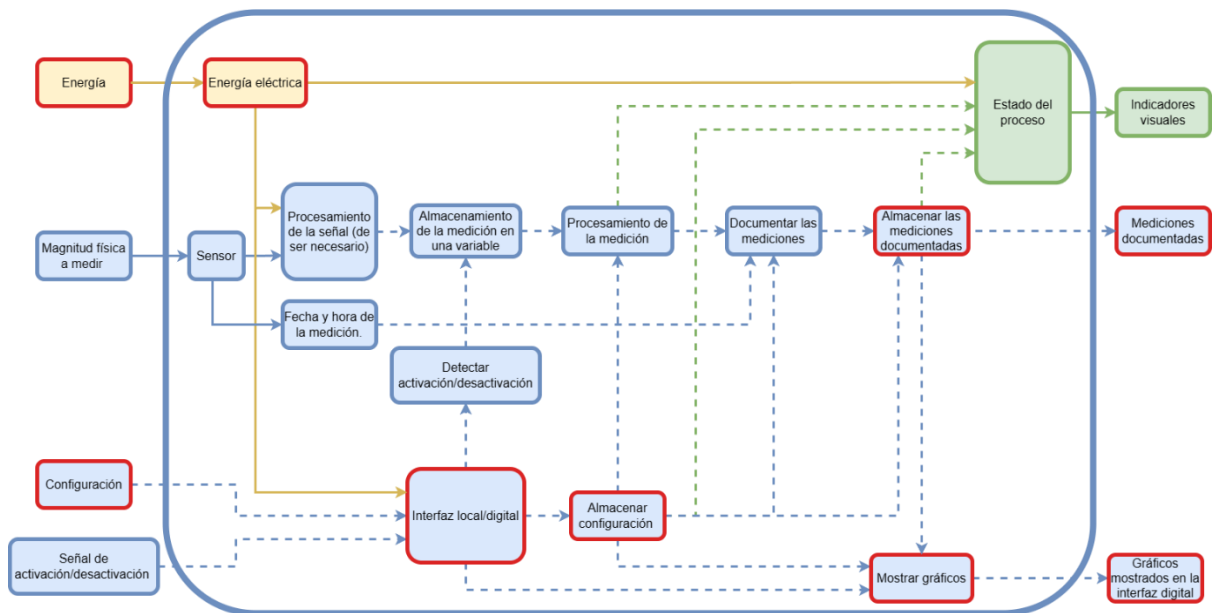 Energía
Energía eléctrica
Estado del
proceso
Indicadores
visuales
Magnitud física
a medir
Sensor
Procesamiento
de la señal (de
ser necesario)
Almacenamiento
de la medición en
una variable
Procesamiento de
la medición
Documentar las
mediciones
Almacenar las
mediciones
documentadas
Mediciones
documentadas
Fecha y hora de
la medición.
Detectar
activación/desactivación
Configuración
Interfaz local/digital
Almacenar
configuración
Señal de
activación/desactivación
Mostrar gráficos
Gráficos
mostrados en la
interfaz digital